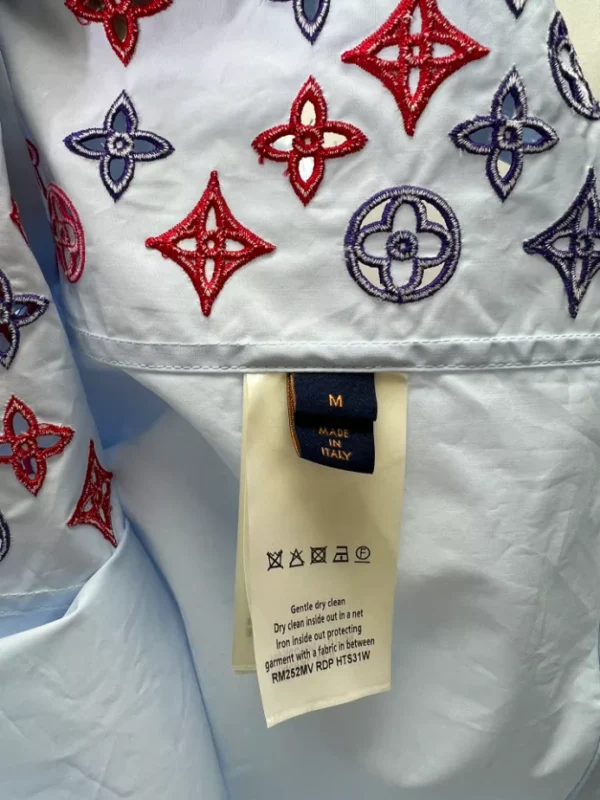 M
MADE
IN
ITALY
Gentle dry clean
Dry clean inside out in a net
Iron inside out protecting
garment with a fabric in between
RM252MV RDP HTS31W